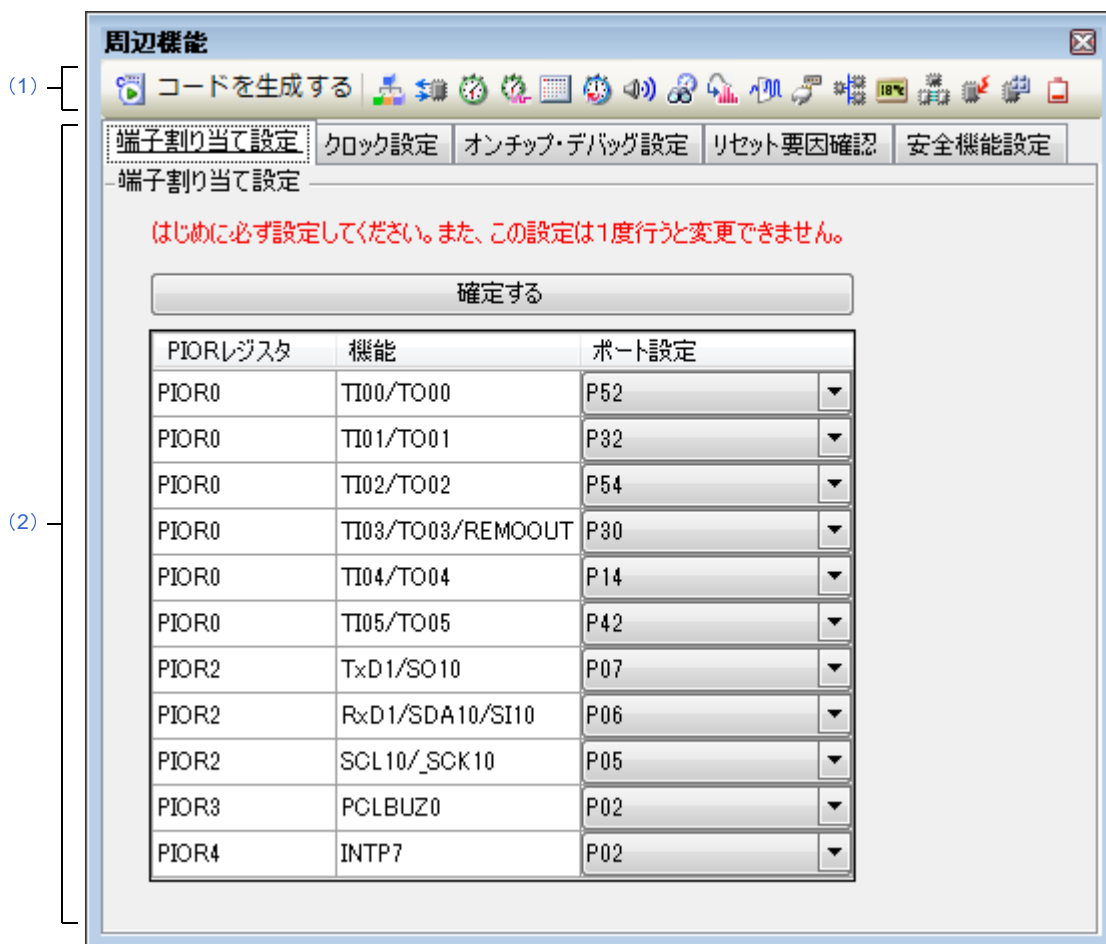 周辺機能
(1)
コードを生成する
端子割り当て設定 クロック設定 オンチップ・デバッグ設定 リセット要因確認 安全機能設定
端子割り当て設定
はじめに必ず設定してください。また、この設定は1度行うと変更できません。
確定する
PIORレジスタ 機能 ポート設定
PIOR0 TI00/TO00 P52
PIOR0 TI01/TO01 P32
PIOR0 TI02/TO02 P54
(2)
PIOR0 TI03/TO03/REMOOUT P30
PIOR0 TI04/TO04 P14
PIOR0 TI05/TO05 P42
PIOR2 TxD1/SO10 P07
PIOR2 RxD1/SDA10/SI10 P06
PIOR2 SCL10/_SCK10 P05
PIOR3 PCLBUZ0 P02
PIOR4 INTP7 P02